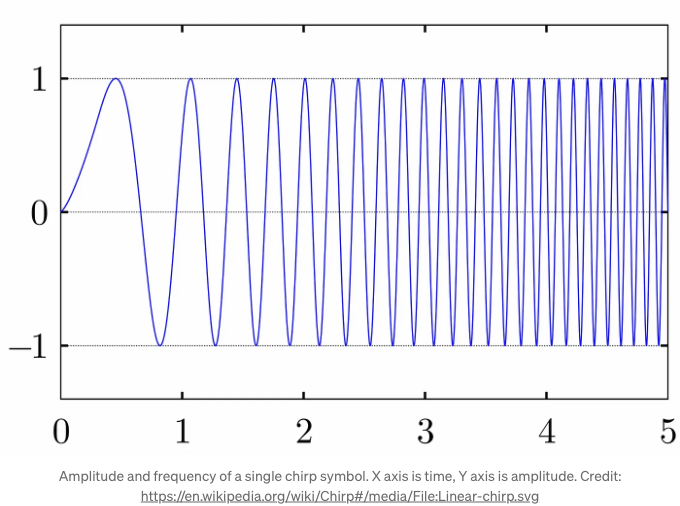 1
0
−1
0 1 2 3 4 5
Amplitude and frequency of a single chirp symbol. X axis is time, Y axis is amplitude. Credit:
https://en.wikipedia.org/wiki/Chirp#/media/File:Linear-chirp.svg